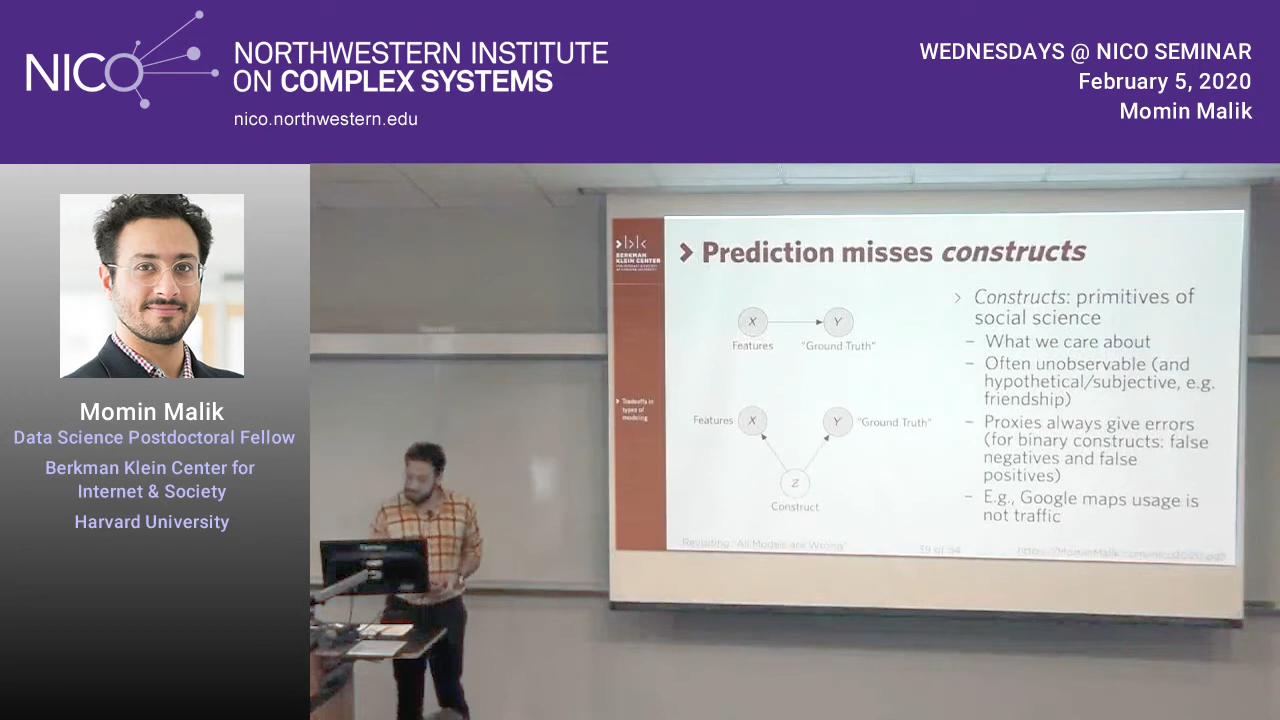 NICO
NORTHWESTERN INSTITUTE
ON COMPLEX SYSTEMS
nico.northwestern.edu
WEDNESDAYS @ NICO SEMINAR
February 5, 2020
Momin Malik
Momin Malik
Data Science Postdoctoral Fellow
Berkman Klein Center for
Internet & Society
Harvard University
BERKMAN
KLEIN CENTER
Tradeoffs in
types of
modeling
Prediction misses constructs
X
Y
Features
"Ground Truth"
Features
X
Y
"Ground Truth"
Z
Construct
› Constructs: primitives of
social science
– What we care about
– Often unobservable (and
hypothetical/subjective, e.g.
friendship)
– Proxies always give errors
(for binary constructs: false
negatives and false
positives)
– E.g., Google maps usage is
not traffic
Revisiting "All Models are Wrong"
39 of 54